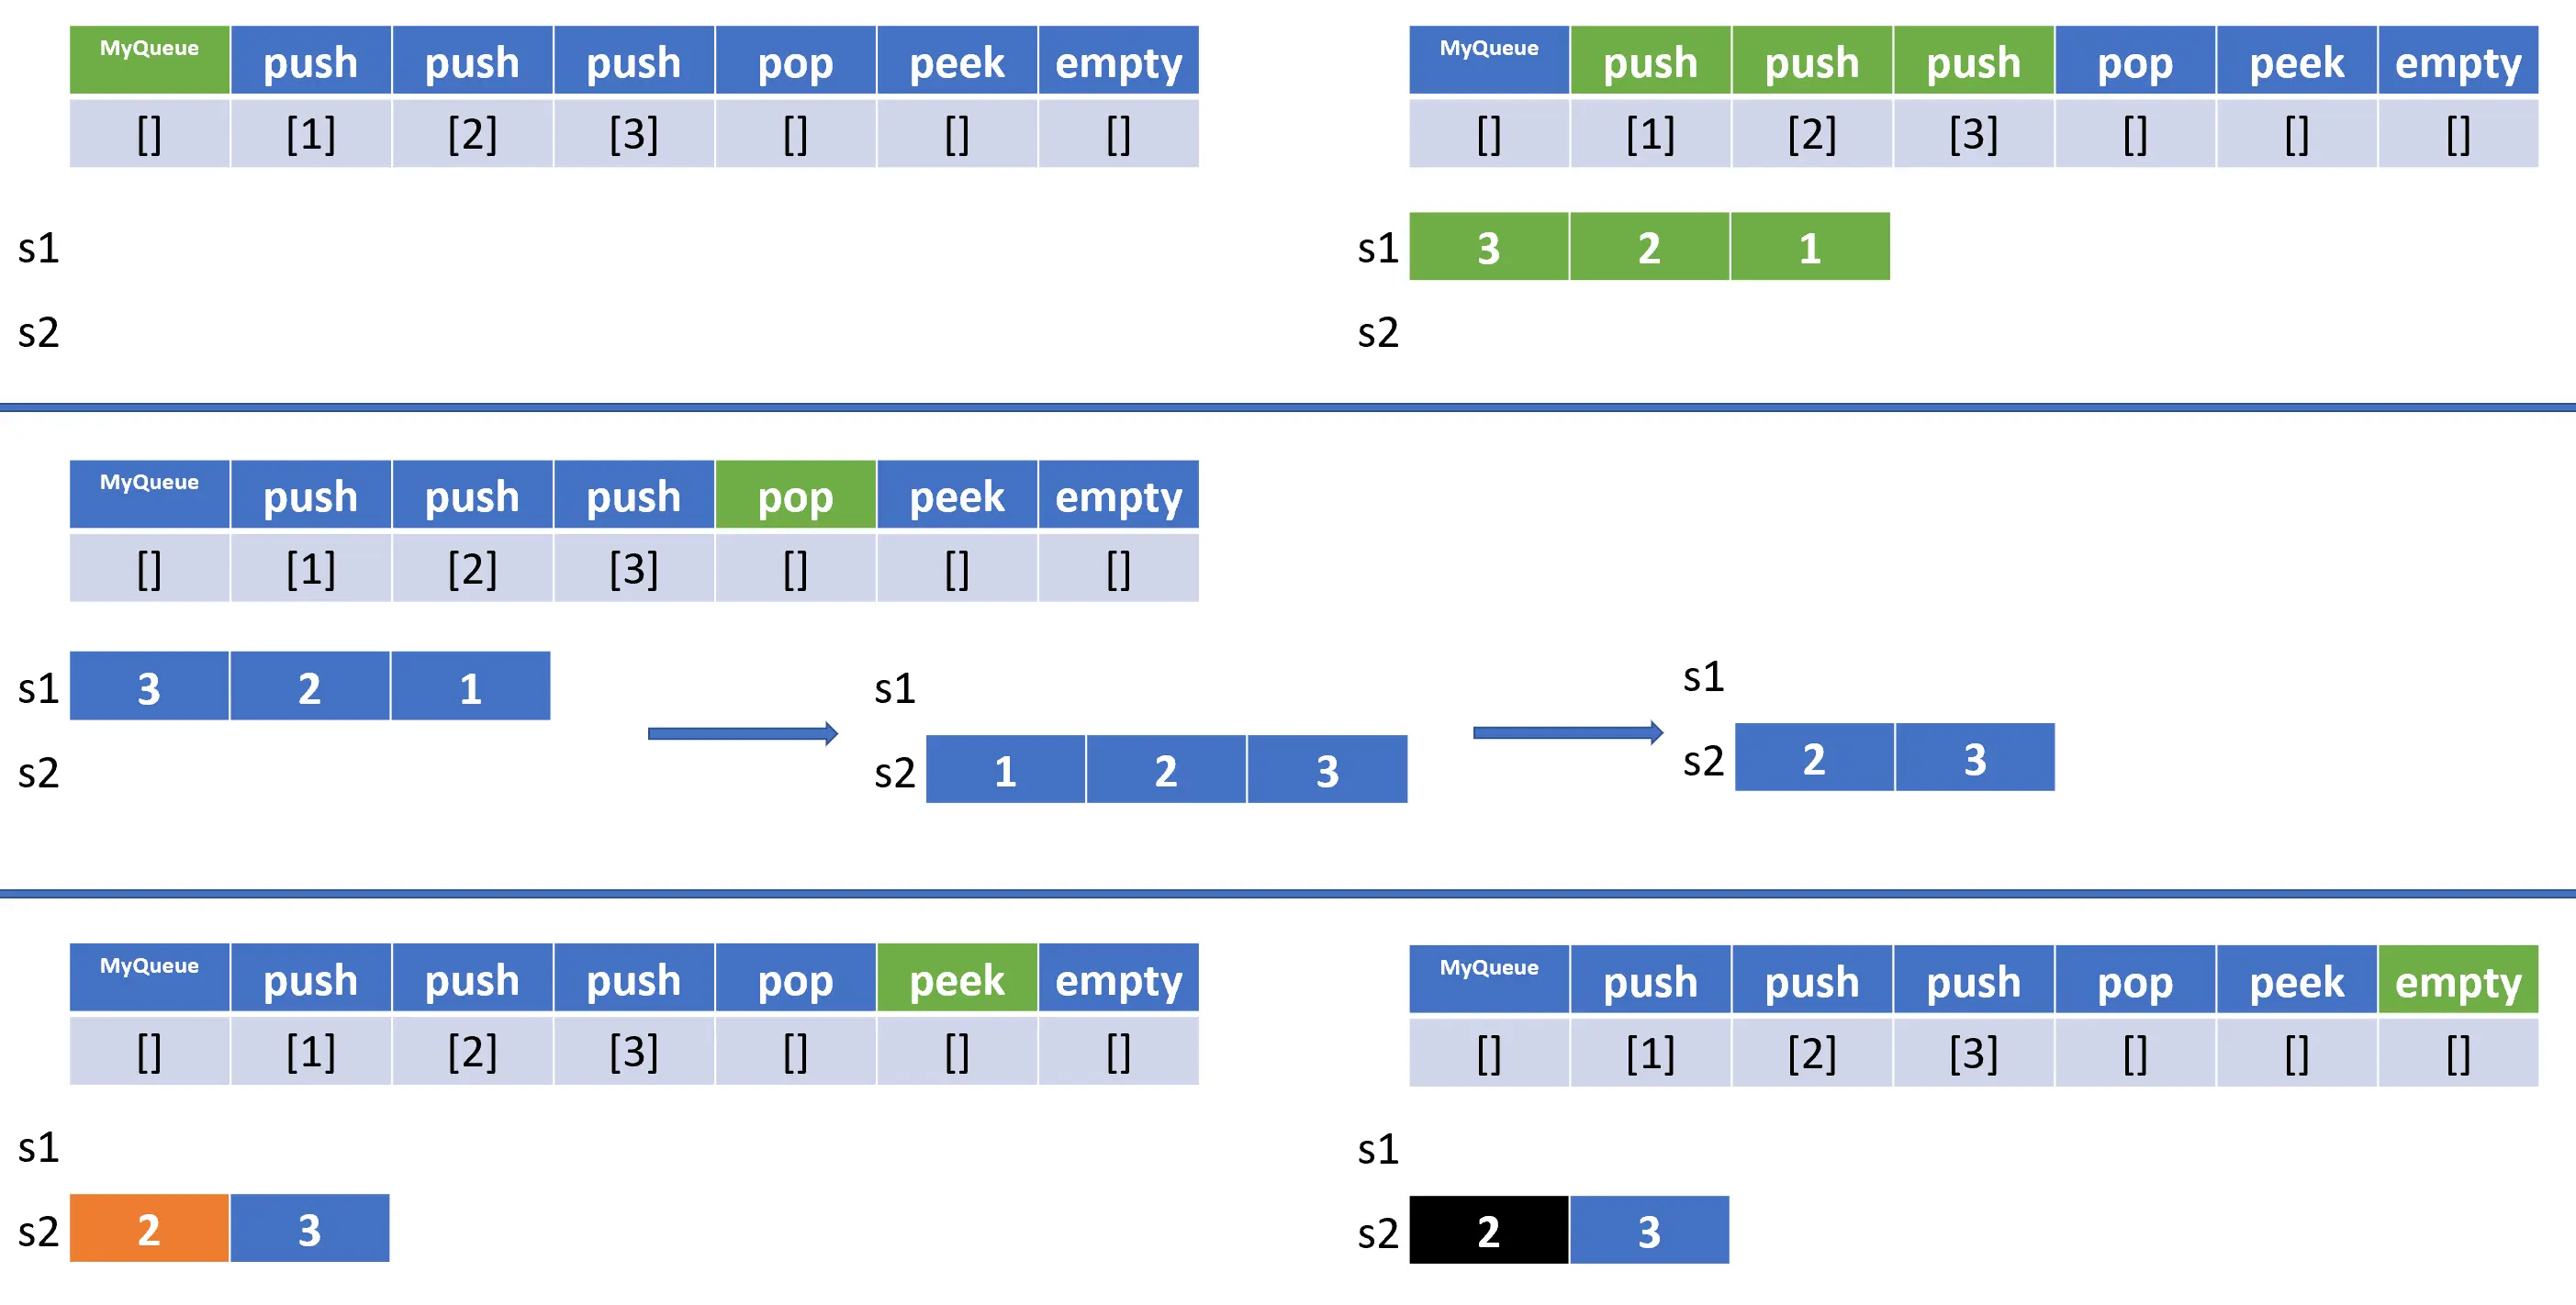 MyQueue push push push pop peek empty
[] [1] [2] [3] [] [] []
s1
s2
MyQueue push push push pop peek empty
[] [1] [2] [3] [] [] []
s1 3 2 1
s2
MyQueue push push push pop peek empty
[] [1] [2] [3] [] [] []
s1 3 2 1
s2
s1
s2 1 2 3
s1
s2 2 3
MyQueue push push push pop peek empty
[] [1] [2] [3] [] [] []
s1
s2 2 3
MyQueue push push push pop peek empty
[] [1] [2] [3] [] [] []
s1
s2 2 3